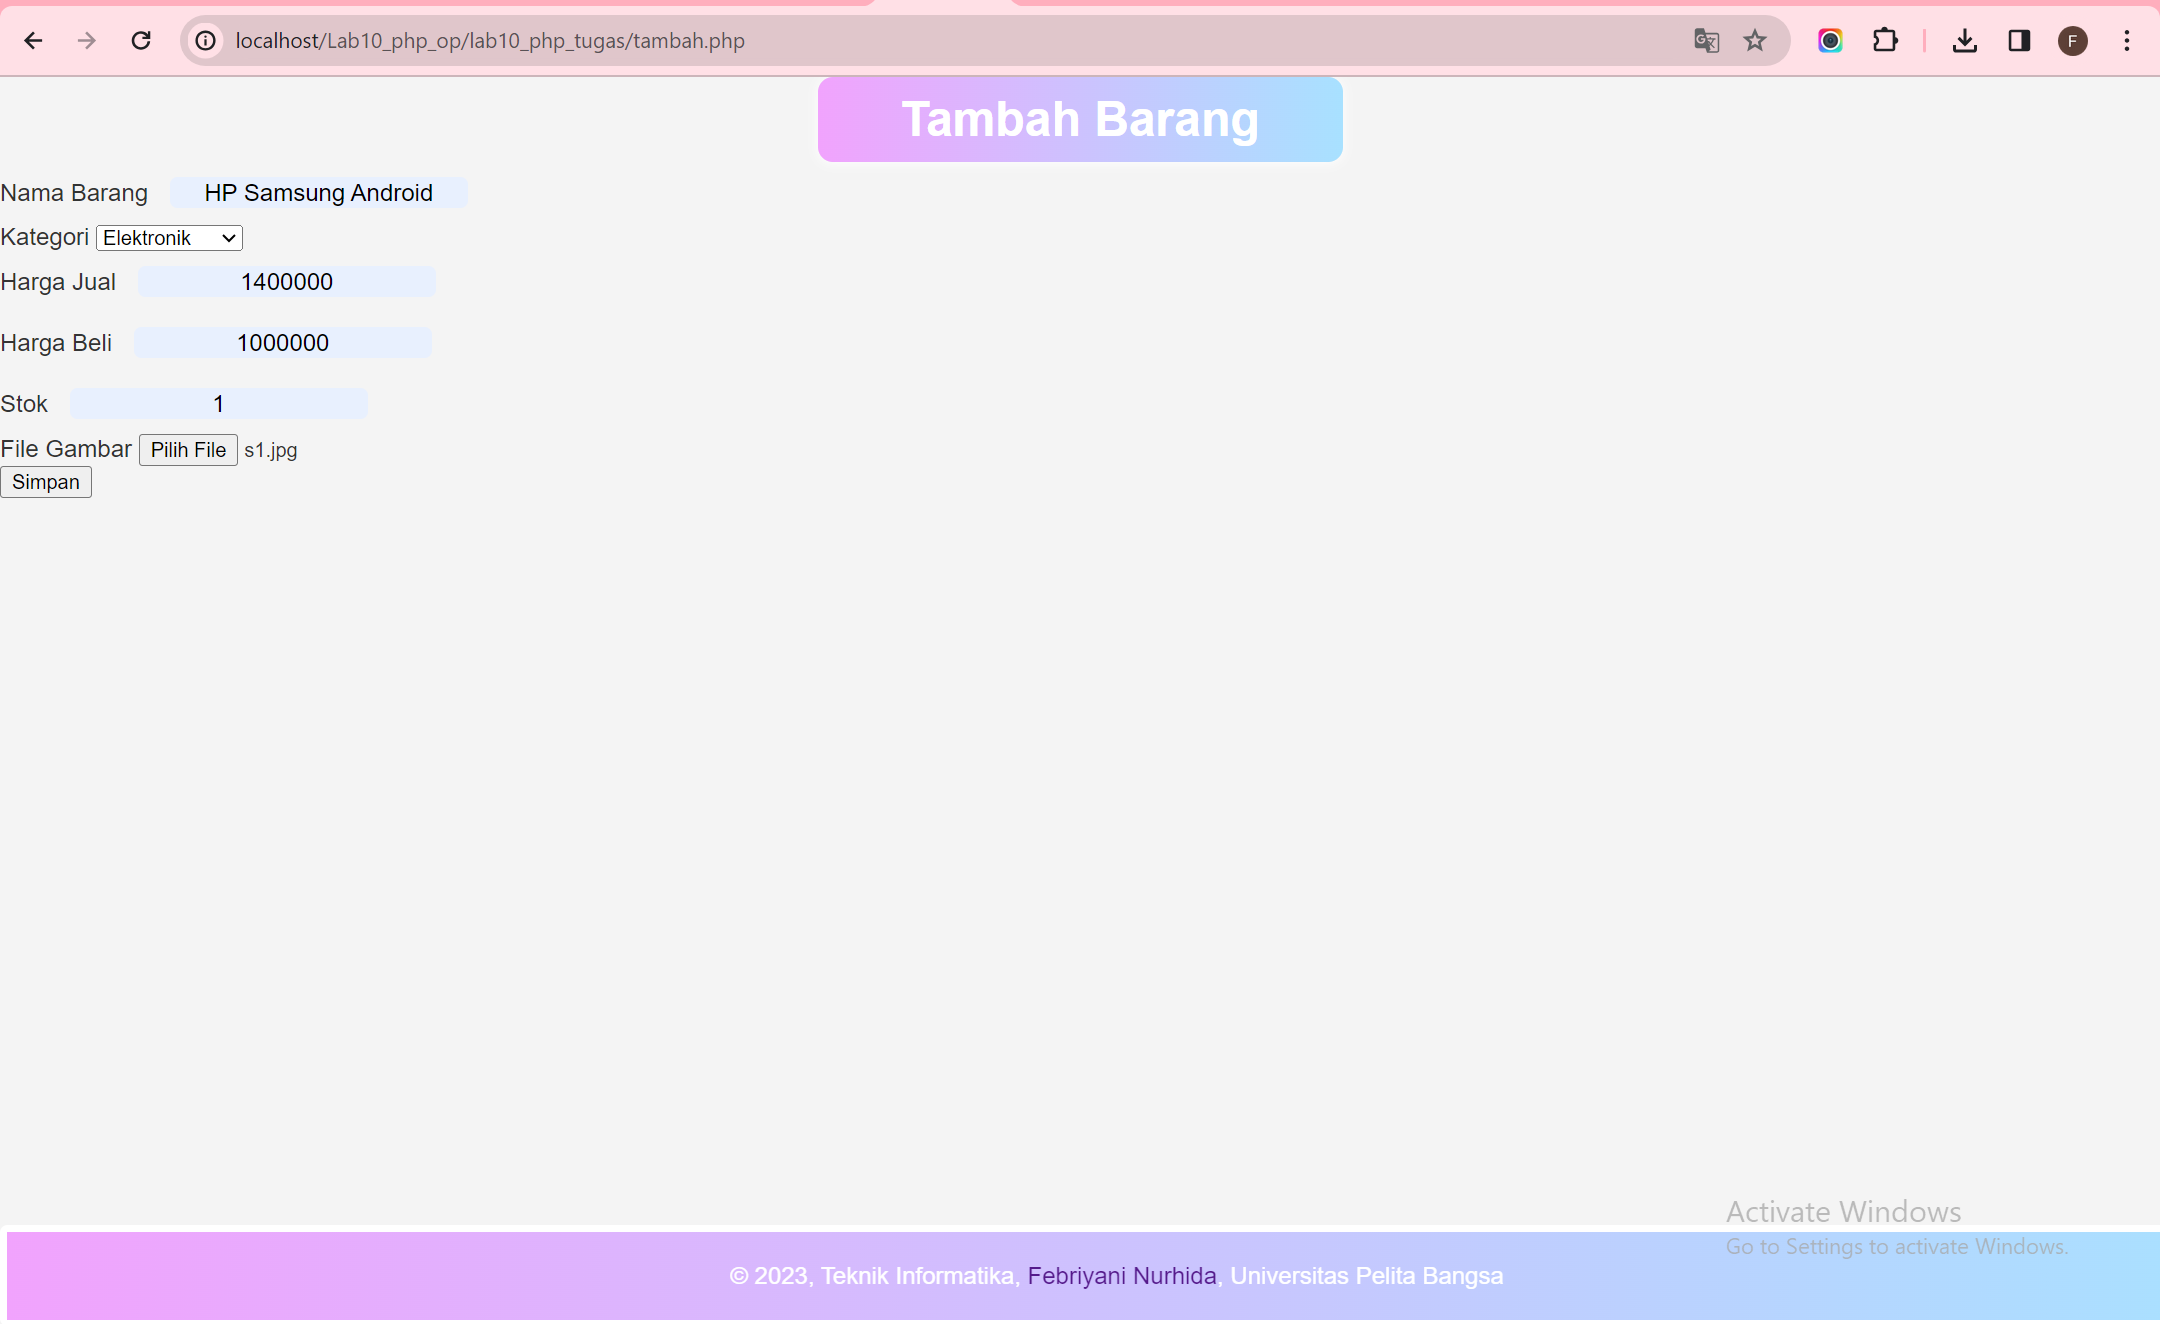 localhost/Lab10_php_op/lab10_php_tugas/tambah.php
F
Tambah Barang
Nama Barang HP Samsung Android
Kategori Elektronik
Harga Jual 1400000
Harga Beli 1000000
Stok 1
File Gambar Pilih File s1.jpg
Simpan
Activate Windows
Go to Settings to activate Windows.
© 2023, Teknik Informatika, Febriyani Nurhida, Universitas Pelita Bangsa